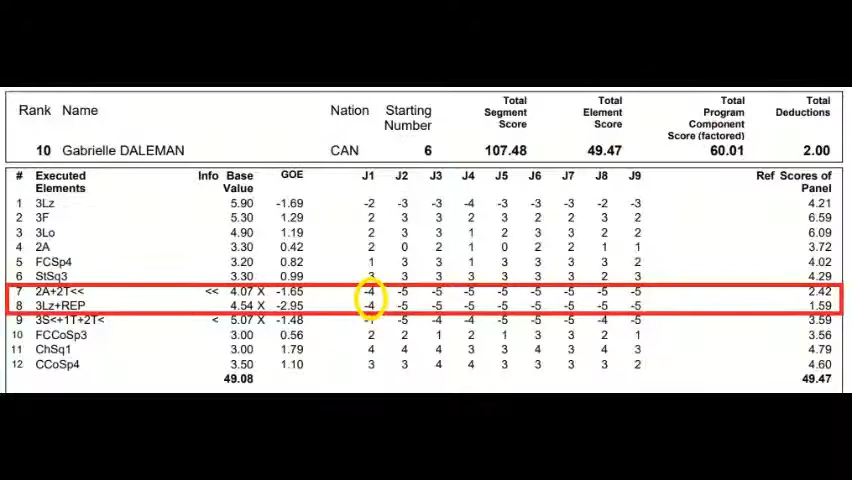 Rank Name Nation Starting Number Total Segment Score Total Element Score Total Program Component Score (factored) Total Deductions
10 Gabrielle DALEMAN CAN 6 107.48 49.47 60.01 2.00
# Executed Elements Info Base Value GOE J1 J2 J3 J4 J5 J6 J7 J8 J9 Ref Scores of Panel
1 3Lz 5.90 -1.69 -2 -3 -3 -4 -3 -3 -3 -2 -3 4.21
2 3F 5.30 1.29 2 3 3 2 3 2 2 3 2 6.59
3 3Lo 4.90 1.19 2 3 3 1 2 3 3 2 2 6.09
4 2A 3.30 0.42 2 0 2 1 0 2 2 1 1 3.72
5 FCSp4 3.20 0.82 1 3 3 1 3 3 3 3 2 4.02
6 StSq3 3.30 0.99 3 3 3 3 3 3 3 2 3 4.29
7 2A+2T<< << 4.07 X -1.65 -4 -5 -5 -5 -5 -5 -5 -5 -5 2.42
8 3Lz+REP 4.54 X -2.95 -4 -5 -5 -5 -5 -5 -5 -5 -5 1.59
9 3S<+1T+2T< < 5.07 X -1.48 -1 -5 -4 -4 -5 -5 -5 -4 -5 3.59
10 FCCoSp3 3.00 0.56 2 2 1 2 1 3 3 2 1 3.56
11 ChSq1 3.00 1.79 4 4 4 3 3 4 3 4 3 4.79
12 CCoSp4 3.50 1.10 3 3 4 4 3 3 3 3 2 4.60
49.08 49.47